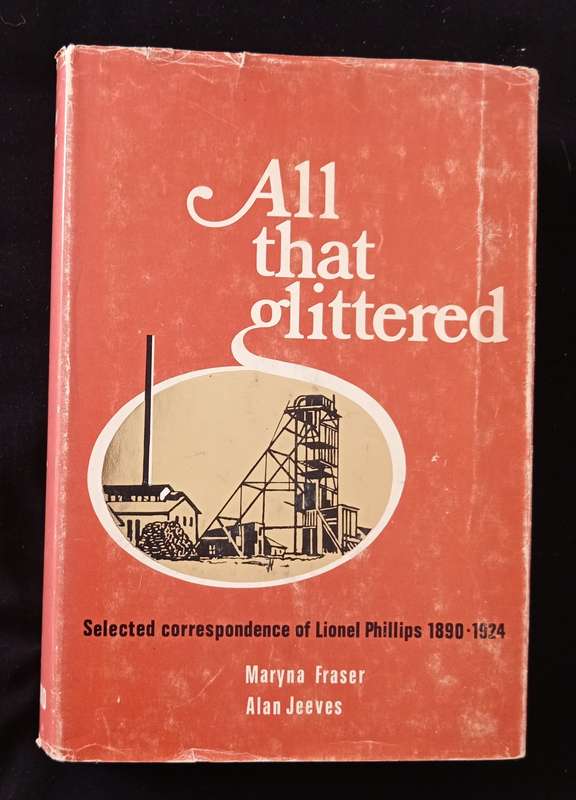 All
that
glittered
Selected correspondence of Lionel Phillips 1890-1924
Maryna Fraser
Alan Jeeves